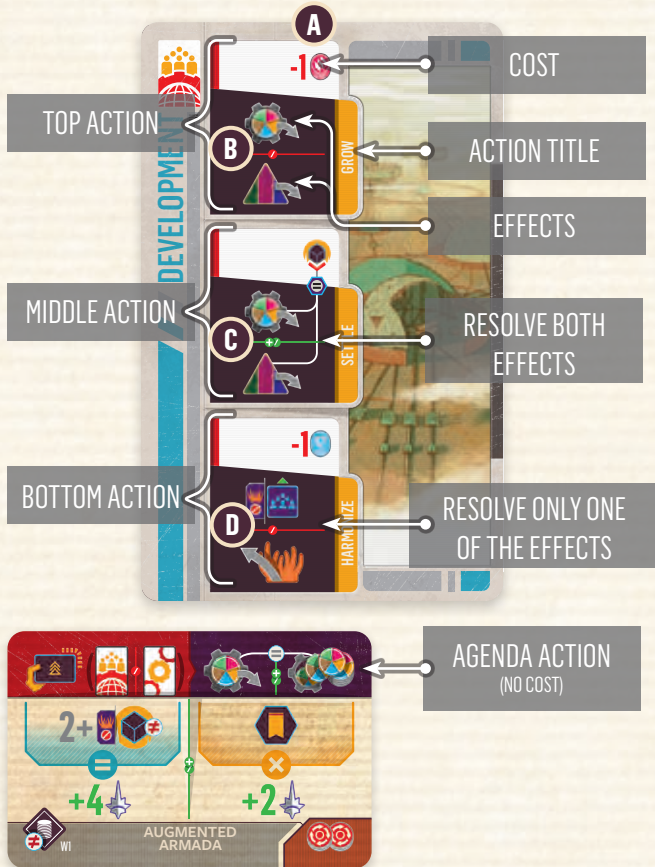 A
-1
COST
TOP ACTION
DEVELOPMENT
B
GROW
ACTION TITLE
EFFECTS
MIDDLE ACTION
C
SETTLE
RESOLVE BOTH
EFFECTS
-1
BOTTOM ACTION
D
HARMONIZE
RESOLVE ONLY ONE
OF THE EFFECTS
AGENDA ACTION
(NO COST)
2+
+4
+2
W1
AUGMENTED
ARMADA